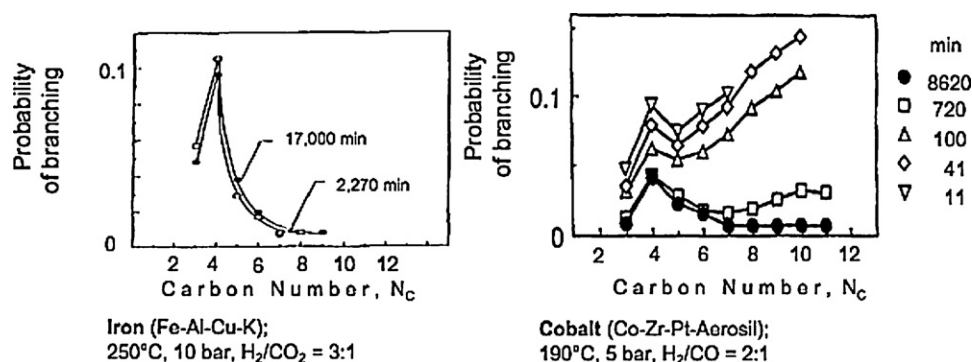 Probability
of branching
0.1
0
17,000 min
2,270 min
2 4 6 8 10 12
Carbon Number, N_C
Iron (Fe-Al-Cu-K);
250°C, 10 bar, H₂/CO₂ = 3:1
Probability
of branching
0.1
0
2 4 6 8 10 12
Carbon Number, N_C
Cobalt (Co-Zr-Pt-Aerosil);
190°C, 5 bar, H₂/CO = 2:1
min
8620
720
100
41
11